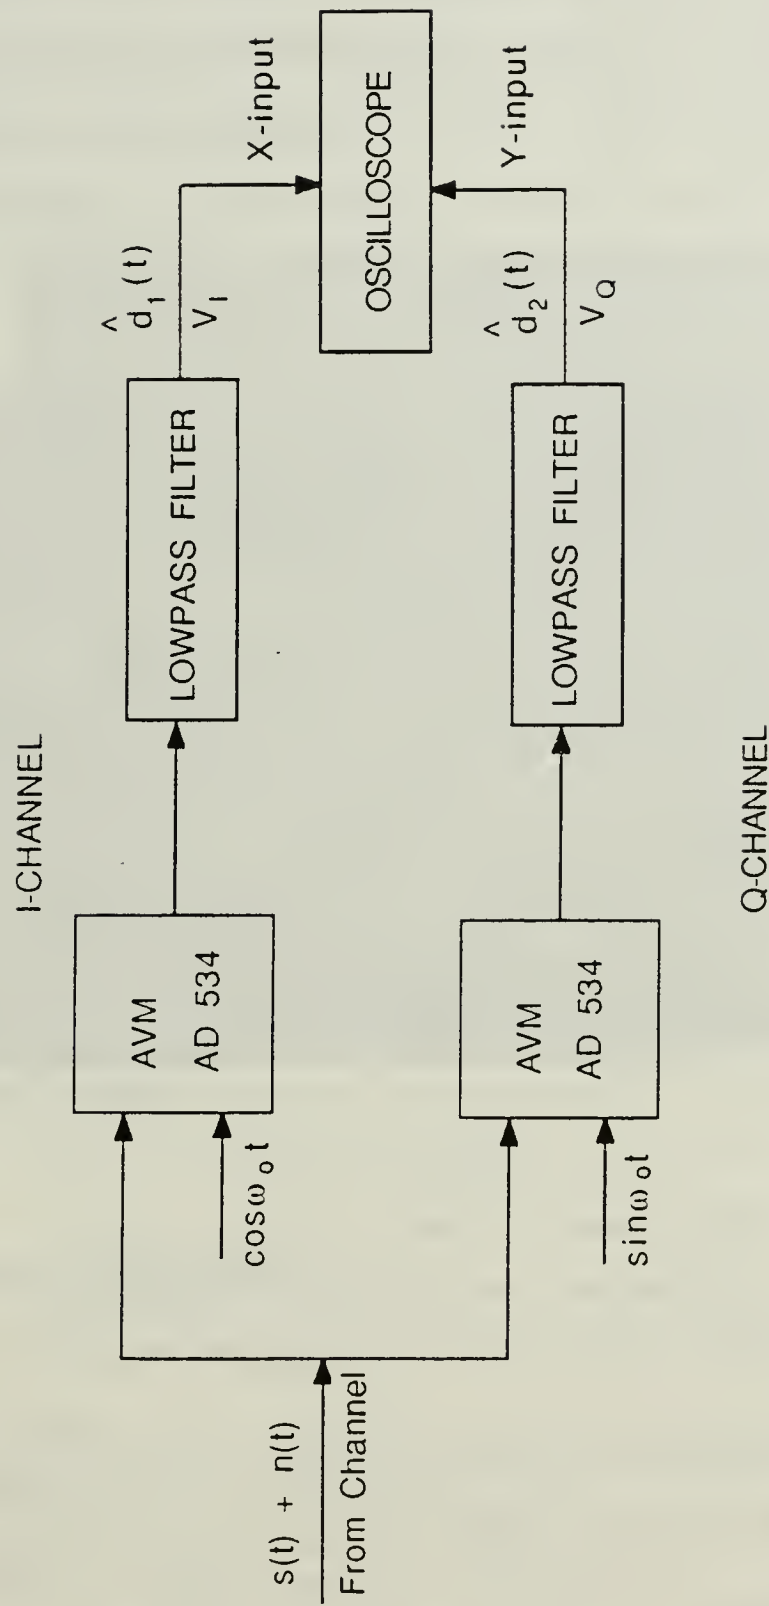 I-CHANNEL
s(t) + n(t)
From Channel
cosω₀t
AVM
AD 534
LOWPASS FILTER
d̂₁(t)
V_I
X-input
OSCILLOSCOPE
sinω₀t
AVM
AD 534
LOWPASS FILTER
d̂₂(t)
V_Q
Y-input
Q-CHANNEL